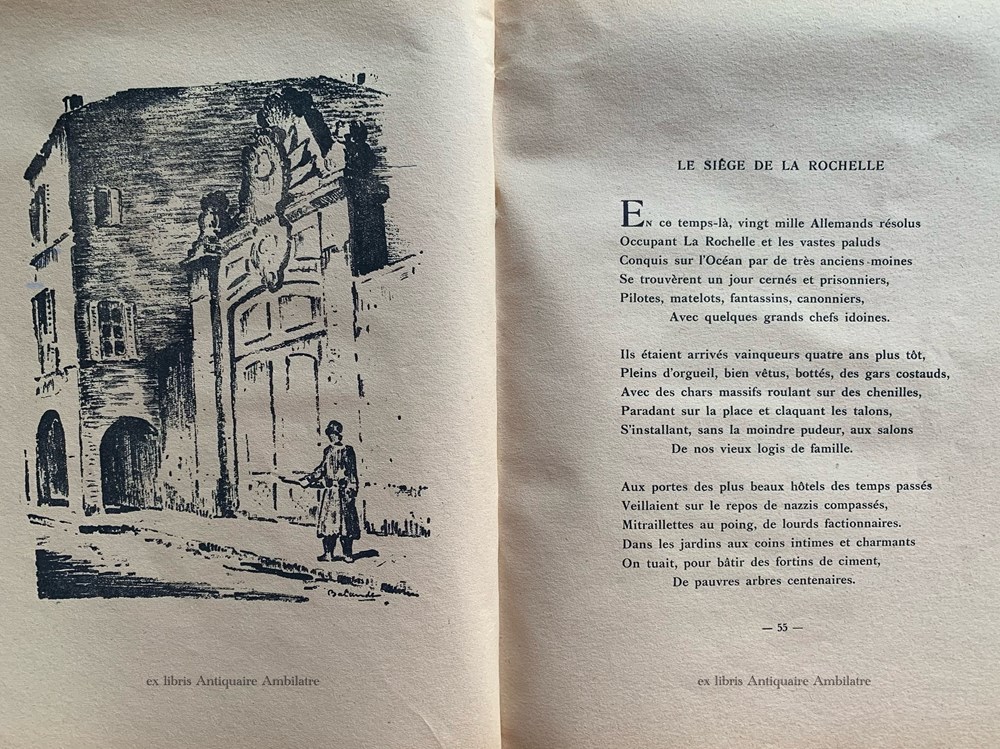 Balande
ex libris Antiquaire Ambilatre
LE SIÈGE DE LA ROCHELLE
EN ce temps-là, vingt mille Allemands résolus
Occupant La Rochelle et les vastes paluds
Conquis sur l'Océan par de très anciens moines
Se trouvèrent un jour cernés et prisonniers,
Pilotes, matelots, fantassins, canonniers,
Avec quelques grands chefs idoines.
Ils étaient arrivés vainqueurs quatre ans plus tôt,
Pleins d'orgueil, bien vêtus, bottés, des gars costauds,
Avec des chars massifs roulant sur des chenilles,
Paradant sur la place et claquant les talons,
S'installant, sans la moindre pudeur, aux salons
De nos vieux logis de famille.
Aux portes des plus beaux hôtels des temps passés
Veillaient sur le repos de nazzis compassés,
Mitraillettes au poing, de lourds factionnaires.
Dans les jardins aux coins intimes et charmants
On tuait, pour bâtir des fortins de ciment,
De pauvres arbres centenaires.
— 55 —
ex libris Antiquaire Ambilatre